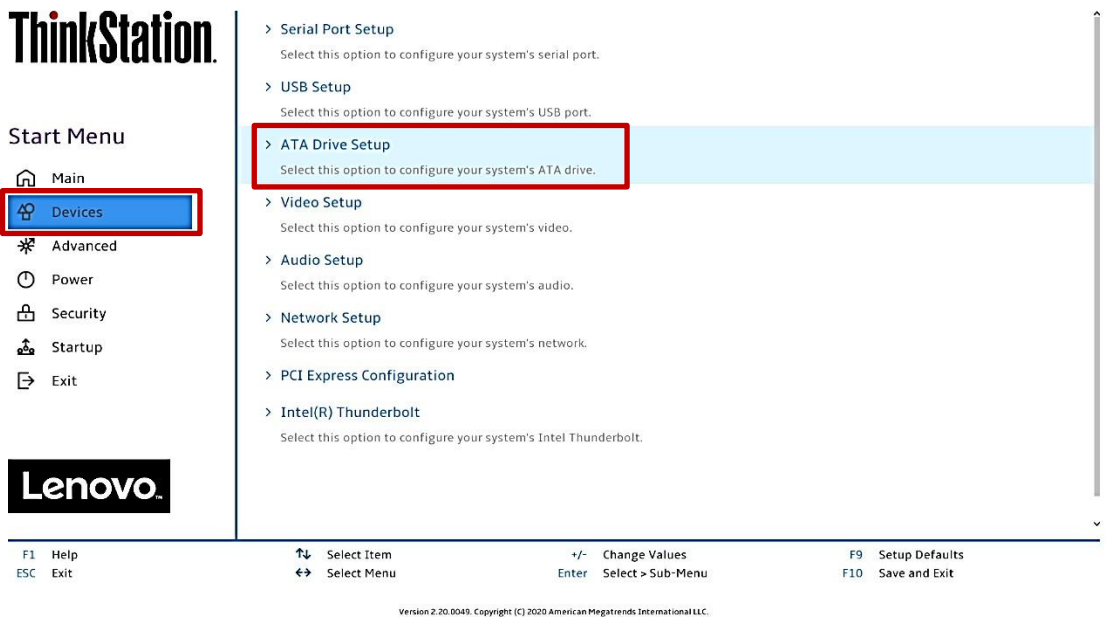 ThinkStation.
Start Menu
Main
Devices
Advanced
Power
Security
Startup
Exit
Lenovo™
> Serial Port Setup
Select this option to configure your system's serial port.
> USB Setup
Select this option to configure your system's USB port.
> ATA Drive Setup
Select this option to configure your system's ATA drive.
> Video Setup
Select this option to configure your system's video.
> Audio Setup
Select this option to configure your system's audio.
> Network Setup
Select this option to configure your system's network.
> PCI Express Configuration
> Intel(R) Thunderbolt
Select this option to configure your system's Intel Thunderbolt.
F1 Help ↑↓ Select Item +/- Change Values F9 Setup Defaults
ESC Exit ↔ Select Menu Enter Select > Sub-Menu F10 Save and Exit
Version 2.20.0049. Copyright (C) 2020 American Megatrends International LLC.